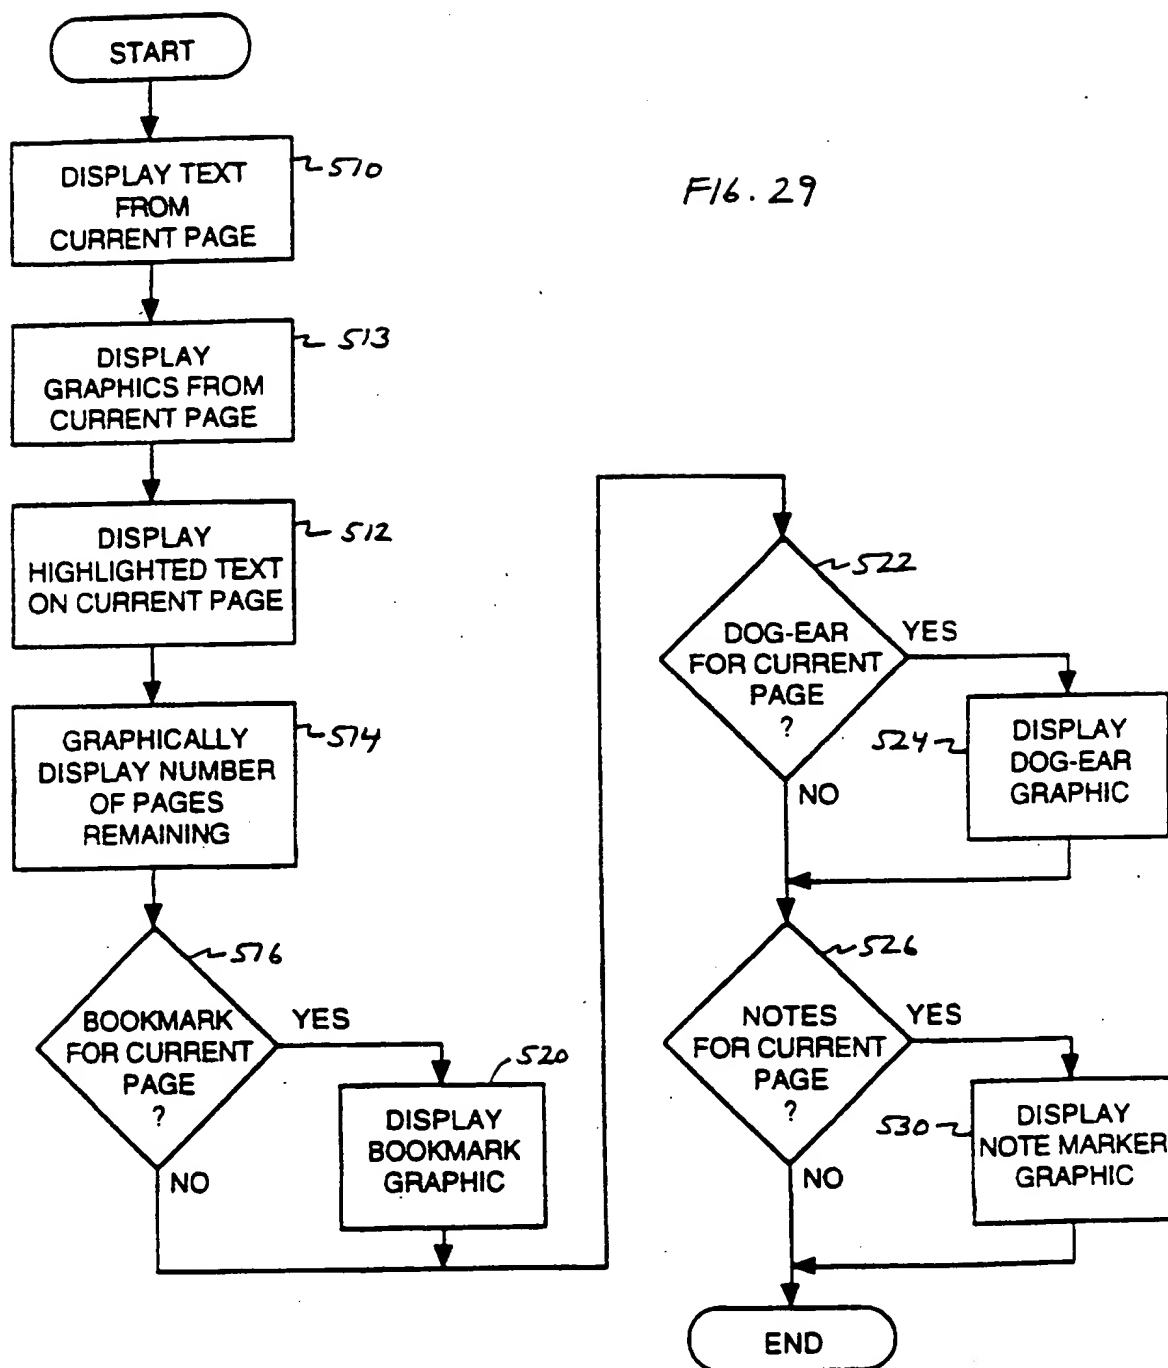 START
DISPLAY TEXT
FROM
CURRENT PAGE
510
FIG. 29
DISPLAY
GRAPHICS FROM
CURRENT PAGE
513
DISPLAY
HIGHLIGHTED TEXT
ON CURRENT PAGE
512
GRAPHICALLY
DISPLAY NUMBER
OF PAGES
REMAINING
514
BOOKMARK
FOR CURRENT
PAGE
?
516
YES
NO
520
DISPLAY
BOOKMARK
GRAPHIC
522
DOG-EAR
FOR CURRENT
PAGE
?
YES
NO
524
DISPLAY
DOG-EAR
GRAPHIC
526
NOTES
FOR CURRENT
PAGE
?
YES
NO
530
DISPLAY
NOTE MARKER
GRAPHIC
END